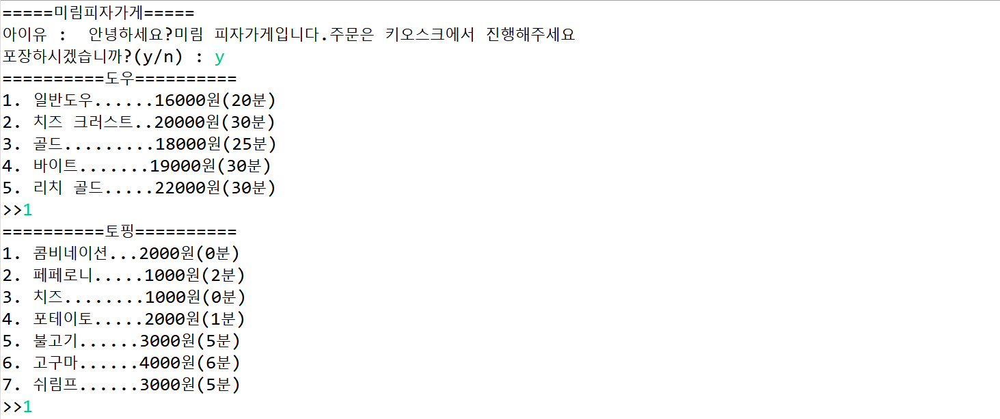 =====미림피자가게=====
아이유 :  안녕하세요?미림 피자가게입니다.주문은 키오스크에서 진행해주세요
포장하시겠습니까?(y/n) : y
==========도우==========
1. 일반도우......16000원(20분)
2. 치즈 크러스트..20000원(30분)
3. 골드.........18000원(25분)
4. 바이트.......19000원(30분)
5. 리치 골드.....22000원(30분)
>>1
==========토핑==========
1. 콤비네이션...2000원(0분)
2. 페페로니.....1000원(2분)
3. 치즈........1000원(0분)
4. 포테이토.....2000원(1분)
5. 불고기......3000원(5분)
6. 고구마......4000원(6분)
7. 쉬림프......3000원(5분)
>>1